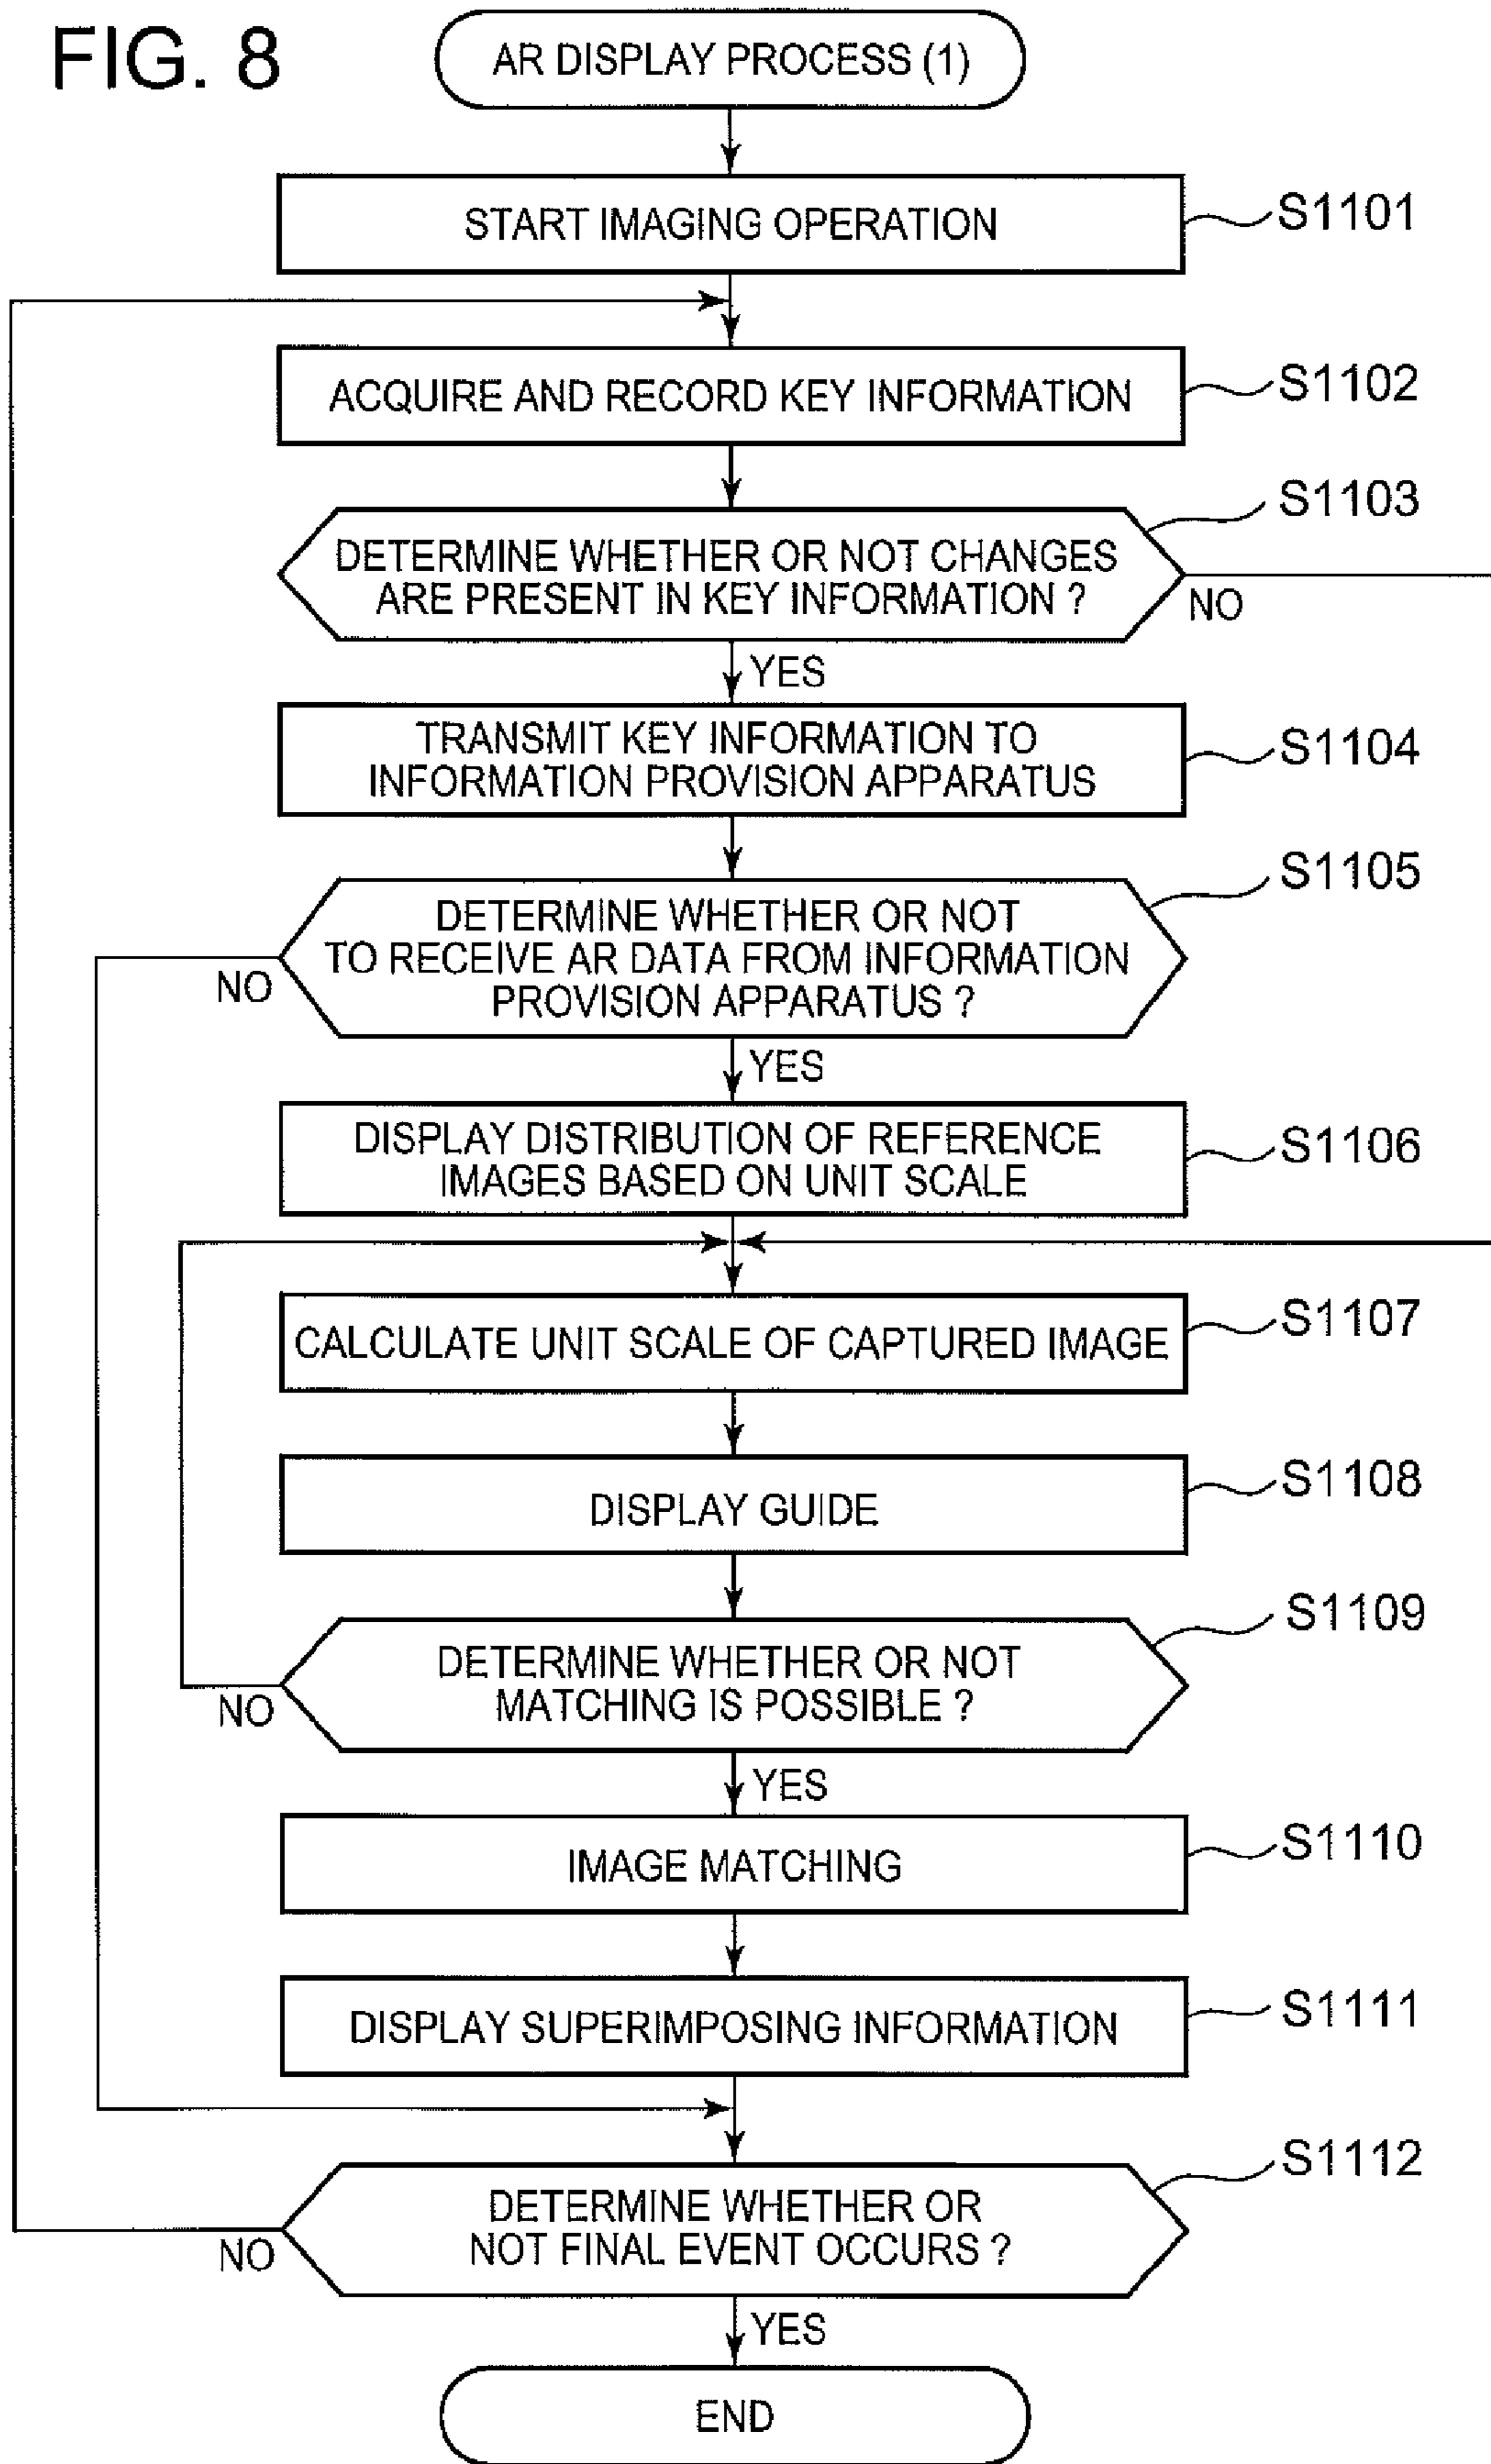 FIG. 8
AR DISPLAY PROCESS (1)
START IMAGING OPERATION
S1101
ACQUIRE AND RECORD KEY INFORMATION
S1102
S1103
DETERMINE WHETHER OR NOT CHANGES
ARE PRESENT IN KEY INFORMATION ?
NO
YES
TRANSMIT KEY INFORMATION TO
INFORMATION PROVISION APPARATUS
S1104
S1105
DETERMINE WHETHER OR NOT
TO RECEIVE AR DATA FROM INFORMATION
PROVISION APPARATUS ?
NO
YES
DISPLAY DISTRIBUTION OF REFERENCE
IMAGES BASED ON UNIT SCALE
S1106
CALCULATE UNIT SCALE OF CAPTURED IMAGE
S1107
DISPLAY GUIDE
S1108
S1109
DETERMINE WHETHER OR NOT
MATCHING IS POSSIBLE ?
NO
YES
IMAGE MATCHING
S1110
DISPLAY SUPERIMPOSING INFORMATION
S1111
S1112
DETERMINE WHETHER OR
NOT FINAL EVENT OCCURS ?
NO
YES
END